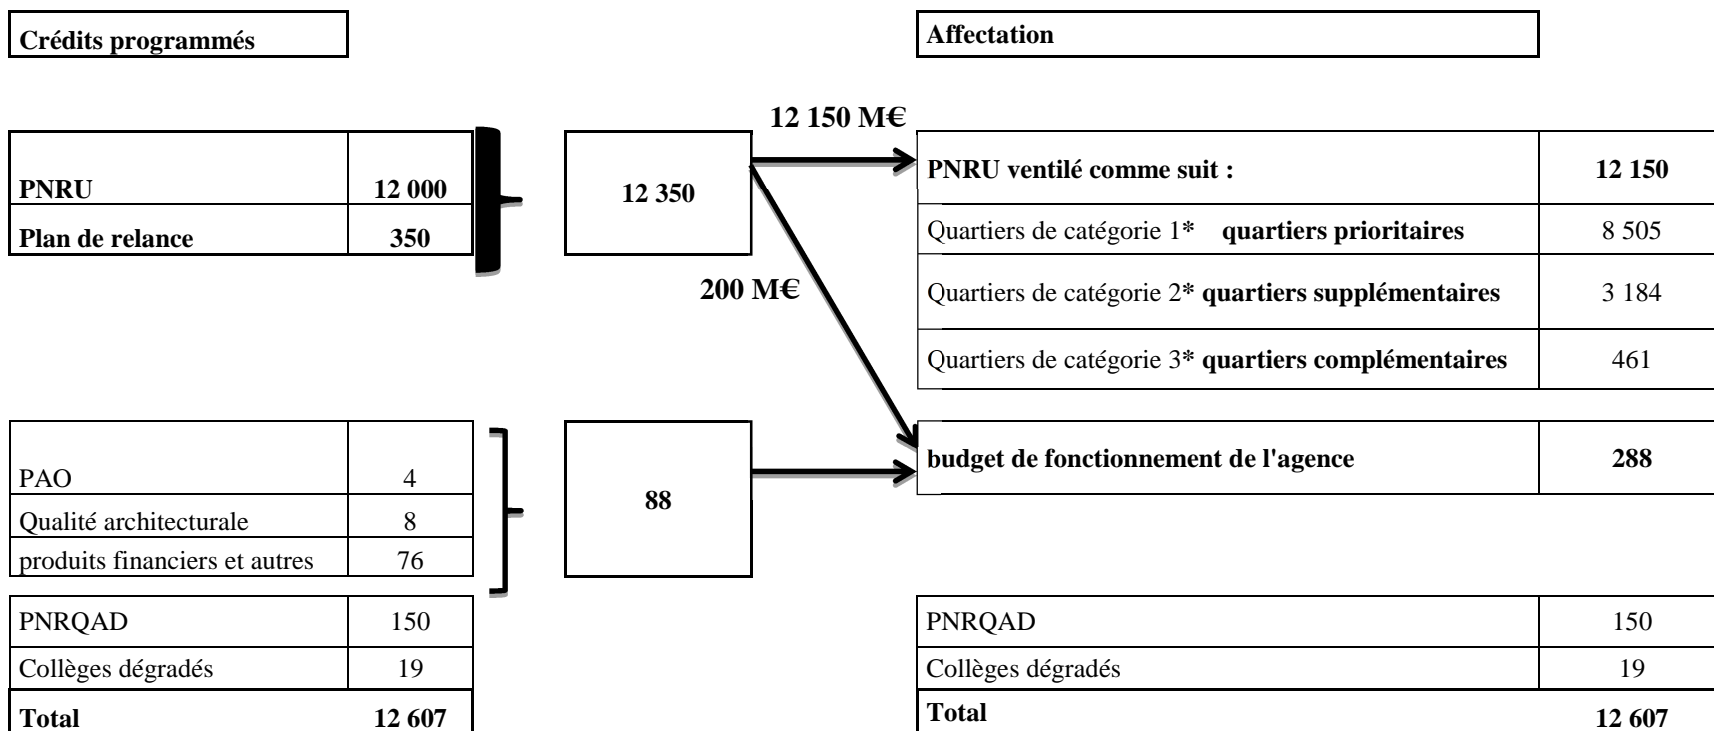 Crédits programmés
Affectation
12 150 M€
PNRU 12 000
Plan de relance 350
12 350
PNRU ventilé comme suit : 12 150
Quartiers de catégorie 1* quartiers prioritaires 8 505
200 M€
Quartiers de catégorie 2* quartiers supplémentaires 3 184
Quartiers de catégorie 3* quartiers complémentaires 461
PAO 4
Qualité architecturale 8
produits financiers et autres 76
88
budget de fonctionnement de l'agence 288
PNRQAD 150
Collèges dégradés 19
Total 12 607
PNRQAD 150
Collèges dégradés 19
Total 12 607